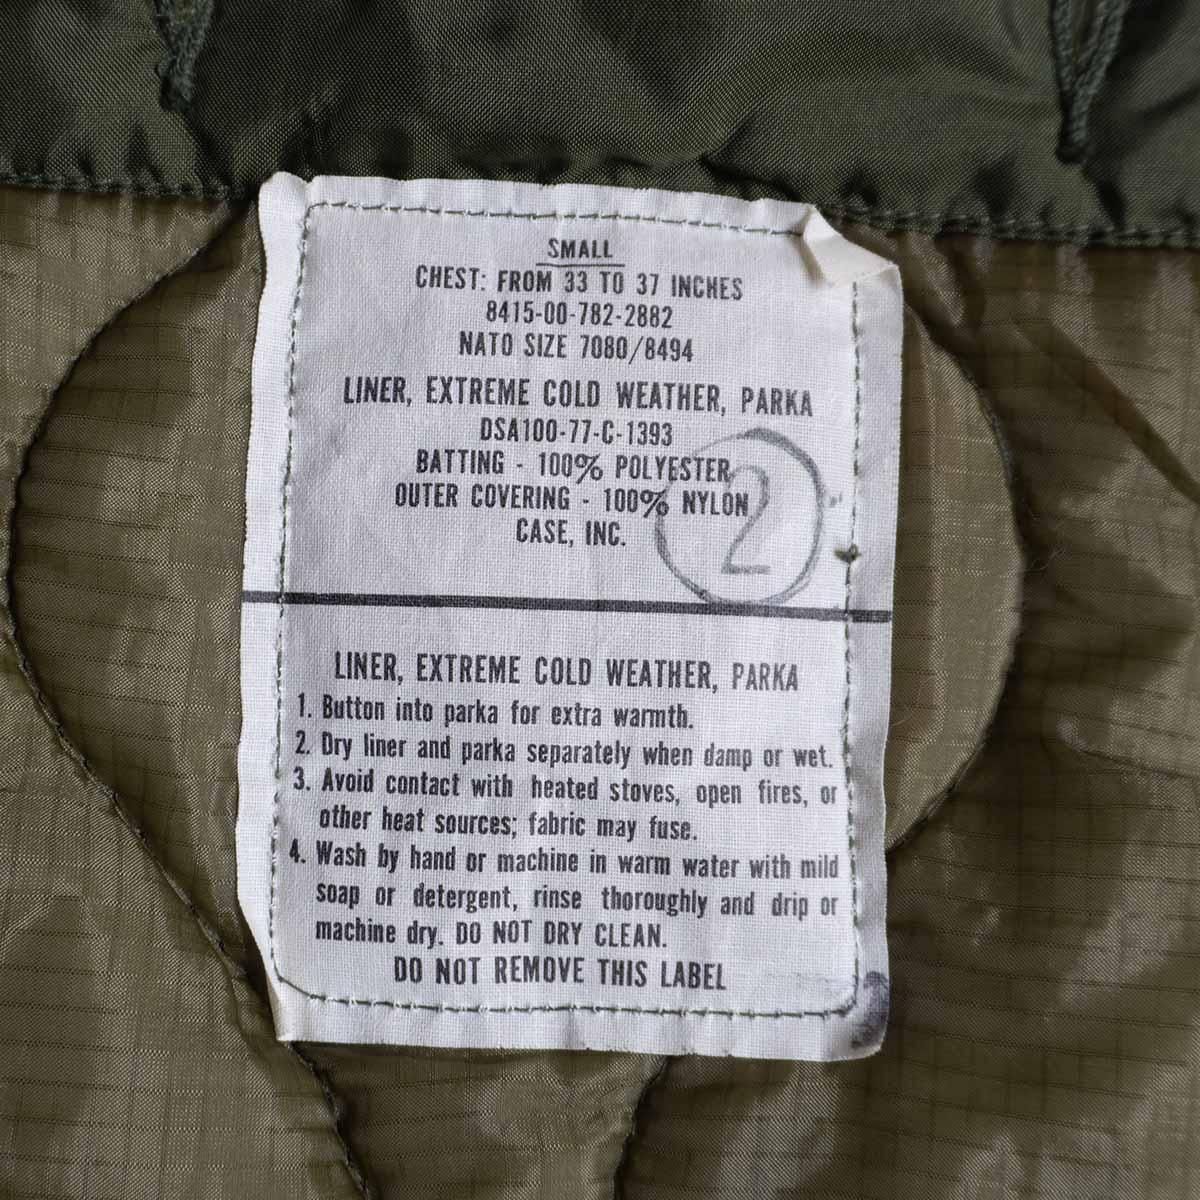 SMALL
CHEST: FROM 33 TO 37 INCHES
8415-00-782-2882
NATO SIZE 7080/8494
LINER, EXTREME COLD WEATHER, PARKA
DSA100-77-C-1393
BATTING - 100% POLYESTER
OUTER COVERING - 100% NYLON
CASE, INC.
2
LINER, EXTREME COLD WEATHER, PARKA
1. Button into parka for extra warmth.
2. Dry liner and parka separately when damp or wet.
3. Avoid contact with heated stoves, open fires, or
other heat sources; fabric may fuse.
4. Wash by hand or machine in warm water with mild
soap or detergent, rinse thoroughly and drip or
machine dry. DO NOT DRY CLEAN.
DO NOT REMOVE THIS LABEL